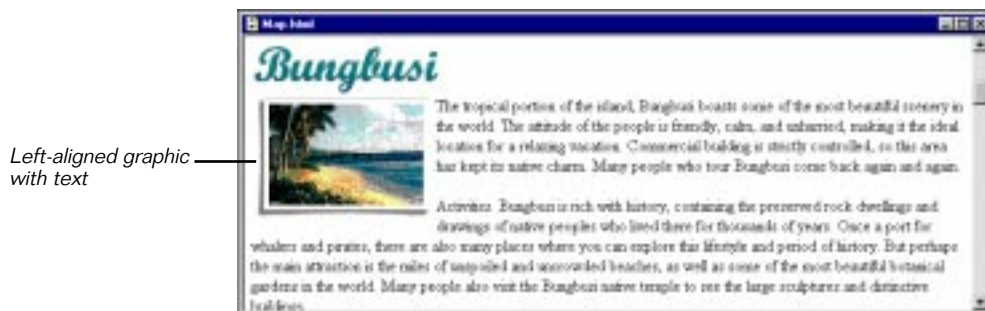 Map.html
Bungbusi
The tropical portion of the island, Bungbusi boasts some of the most beautiful scenery in
the world. The attitude of the people is friendly, calm, and unhurried, making it the ideal
location for a relaxing vacation. Commercial building is strictly controlled, so this area
has kept its native charm. Many people who tour Bungbusi come back again and again.
Left-aligned graphic
with text
Activities. Bungbusi is rich with history, containing the preserved rock dwellings and
drawings of native peoples who lived there for thousands of years. Once a port for
whalers and pirates, there are also many places where you can explore this lifestyle and period of history. But perhaps
the main attraction is the miles of unspoiled and uncrowded beaches, as well as some of the most beautiful botanical
gardens in the world. Many people also visit the Bungbusi native temple to see the large sculptures and distinctive
buildings.